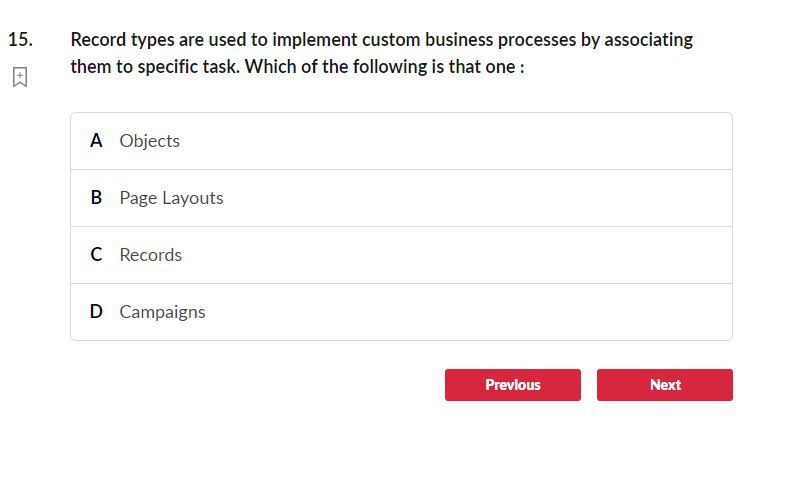 15. Record types are used to implement custom business processes by associating
them to specific task. Which of the following is that one :
A Objects
B Page Layouts
C Records
D Campaigns
Previous Next